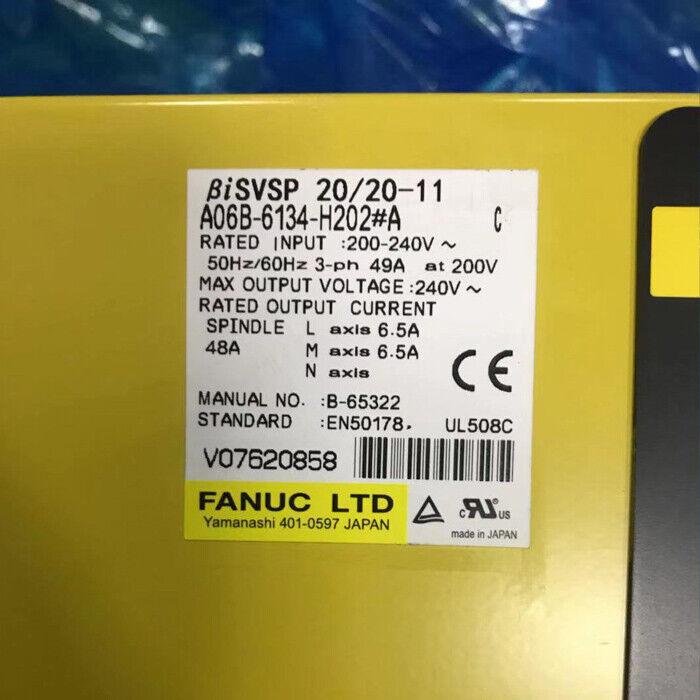 βiSVSP 20/20-11
A06B-6134-H202#A C
RATED INPUT :200-240V ~
50Hz/60Hz 3-ph 49A at 200V
MAX OUTPUT VOLTAGE :240V ~
RATED OUTPUT CURRENT
SPINDLE L axis 6.5A
48A M axis 6.5A
N axis
CE
MANUAL NO. :B-65322
STANDARD :EN50178, UL508C
V07620858
FANUC LTD
Yamanashi 401-0597 JAPAN
c RU US
made in JAPAN